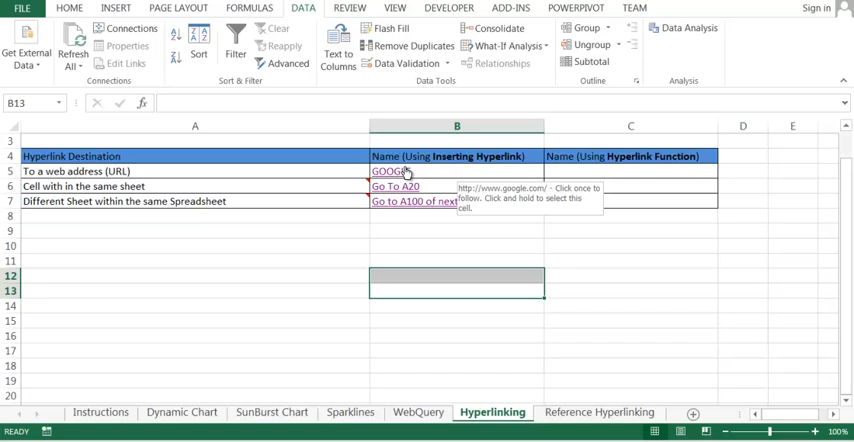 FILE HOME INSERT PAGE LAYOUT FORMULAS DATA REVIEW VIEW DEVELOPER ADD-INS POWERPIVOT TEAM Sign in
Get External Data
Refresh All
Connections
Properties
Edit Links
Connections
Sort
Filter
Clear
Reapply
Advanced
Sort & Filter
Text to Columns
Flash Fill
Remove Duplicates
Data Validation
Consolidate
What-If Analysis
Relationships
Data Tools
Group
Ungroup
Subtotal
Outline
Data Analysis
Analysis
B13 fx
A B C D E
3
4 Hyperlink Destination Name (Using Inserting Hyperlink) Name (Using Hyperlink Function)
5 To a web address (URL)
6 Cell with in the same sheet Go To A20
7 Different Sheet within the same Spreadsheet Go to A100 of next
http://www.google.com/ - Click once to
follow. Click and hold to select this
cell.
8
9
10
11
12
13
14
15
16
17
18
19
20
Instructions Dynamic Chart SunBurst Chart Sparklines WebQuery Hyperlinking Reference Hyperlinking
READY 100%